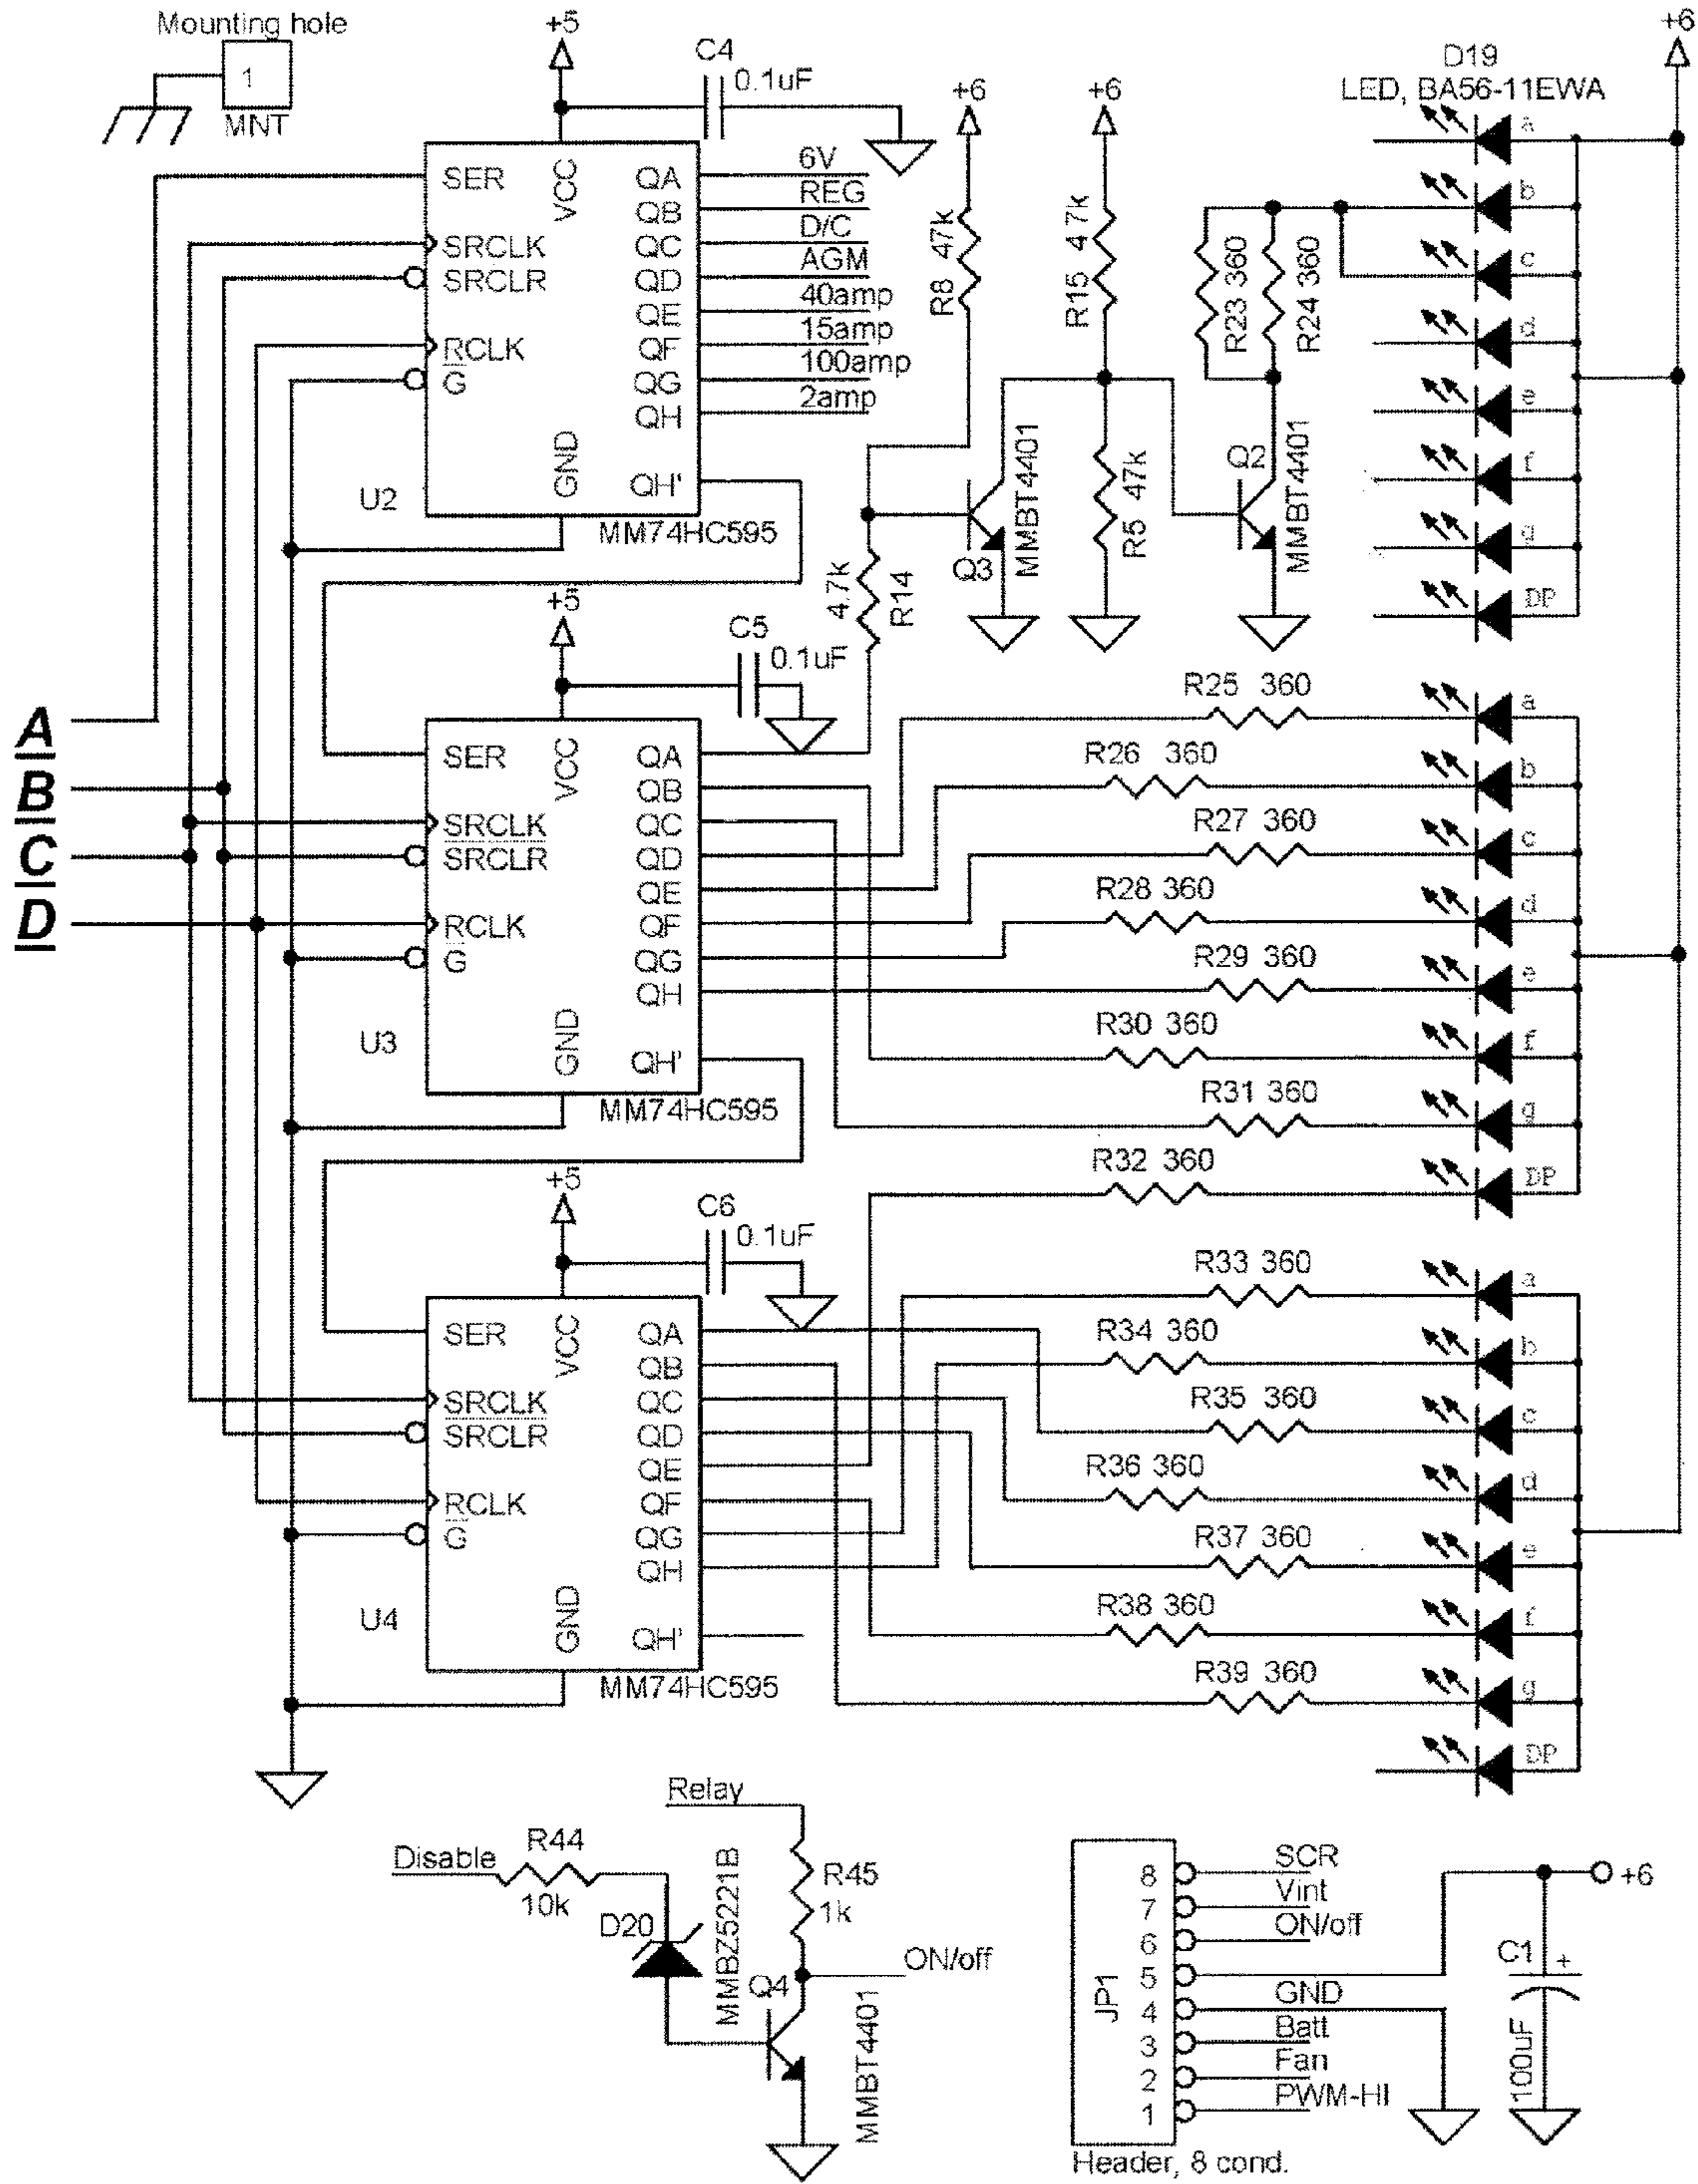 Mounting hole
1
MNT
+5
C4
0.1uF
+6
+6
+6
D19
LED, BA56-11EWA
SER
VCC
SRCLK
SRCLR
RCLK
G
GND
QA
QB
QC
QD
QE
QF
QG
QH
QH'
6V
REG
D/C
AGM
40amp
15amp
100amp
2amp
U2
MM74HC595
R8 47k
R15 47k
R23 360
R24 360
R5 47k
4.7k
R14
Q3
MMBT4401
Q2
MMBT4401
a
b
c
d
e
f
g
DP
A
B
C
D
+5
C5
0.1uF
SER
VCC
SRCLK
SRCLR
RCLK
G
GND
QA
QB
QC
QD
QE
QF
QG
QH
QH'
U3
MM74HC595
R25 360
R26 360
R27 360
R28 360
R29 360
R30 360
R31 360
R32 360
a
b
c
d
e
f
g
DP
+5
C6
0.1uF
SER
VCC
SRCLK
SRCLR
RCLK
G
GND
QA
QB
QC
QD
QE
QF
QG
QH
QH'
U4
MM74HC595
R33 360
R34 360
R35 360
R36 360
R37 360
R38 360
R39 360
a
b
c
d
e
f
g
DP
Relay
Disable
R44
10k
D20
MMBZ5221B
R45
1k
ON/off
Q4
MMBT4401
JP1
8 SCR
7 Vint
6 ON/off
5
4 GND
3 Batt
2 Fan
1 PWM-HI
Header, 8 cond.
+6
C1
+
100uF